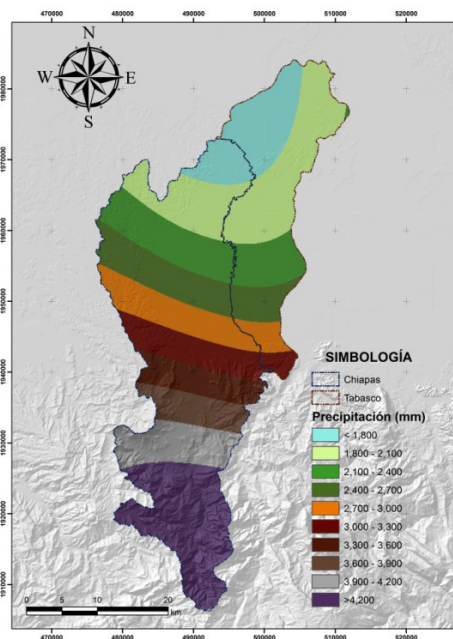 470000 480000 490000 500000 510000 520000
N
W E
S
1980000
1970000
1960000
1950000
1940000
1930000
1920000
1910000
SIMBOLOGÍA
Chiapas
Tabasco
Precipitación (mm)
< 1,800
1,800 - 2,100
2,100 - 2,400
2,400 - 2,700
2,700 - 3,000
3,000 - 3,300
3,300 - 3,600
3,600 - 3,900
3,900 - 4,200
>4,200
0 5 10 20
km
470000 480000 490000 500000 510000 520000